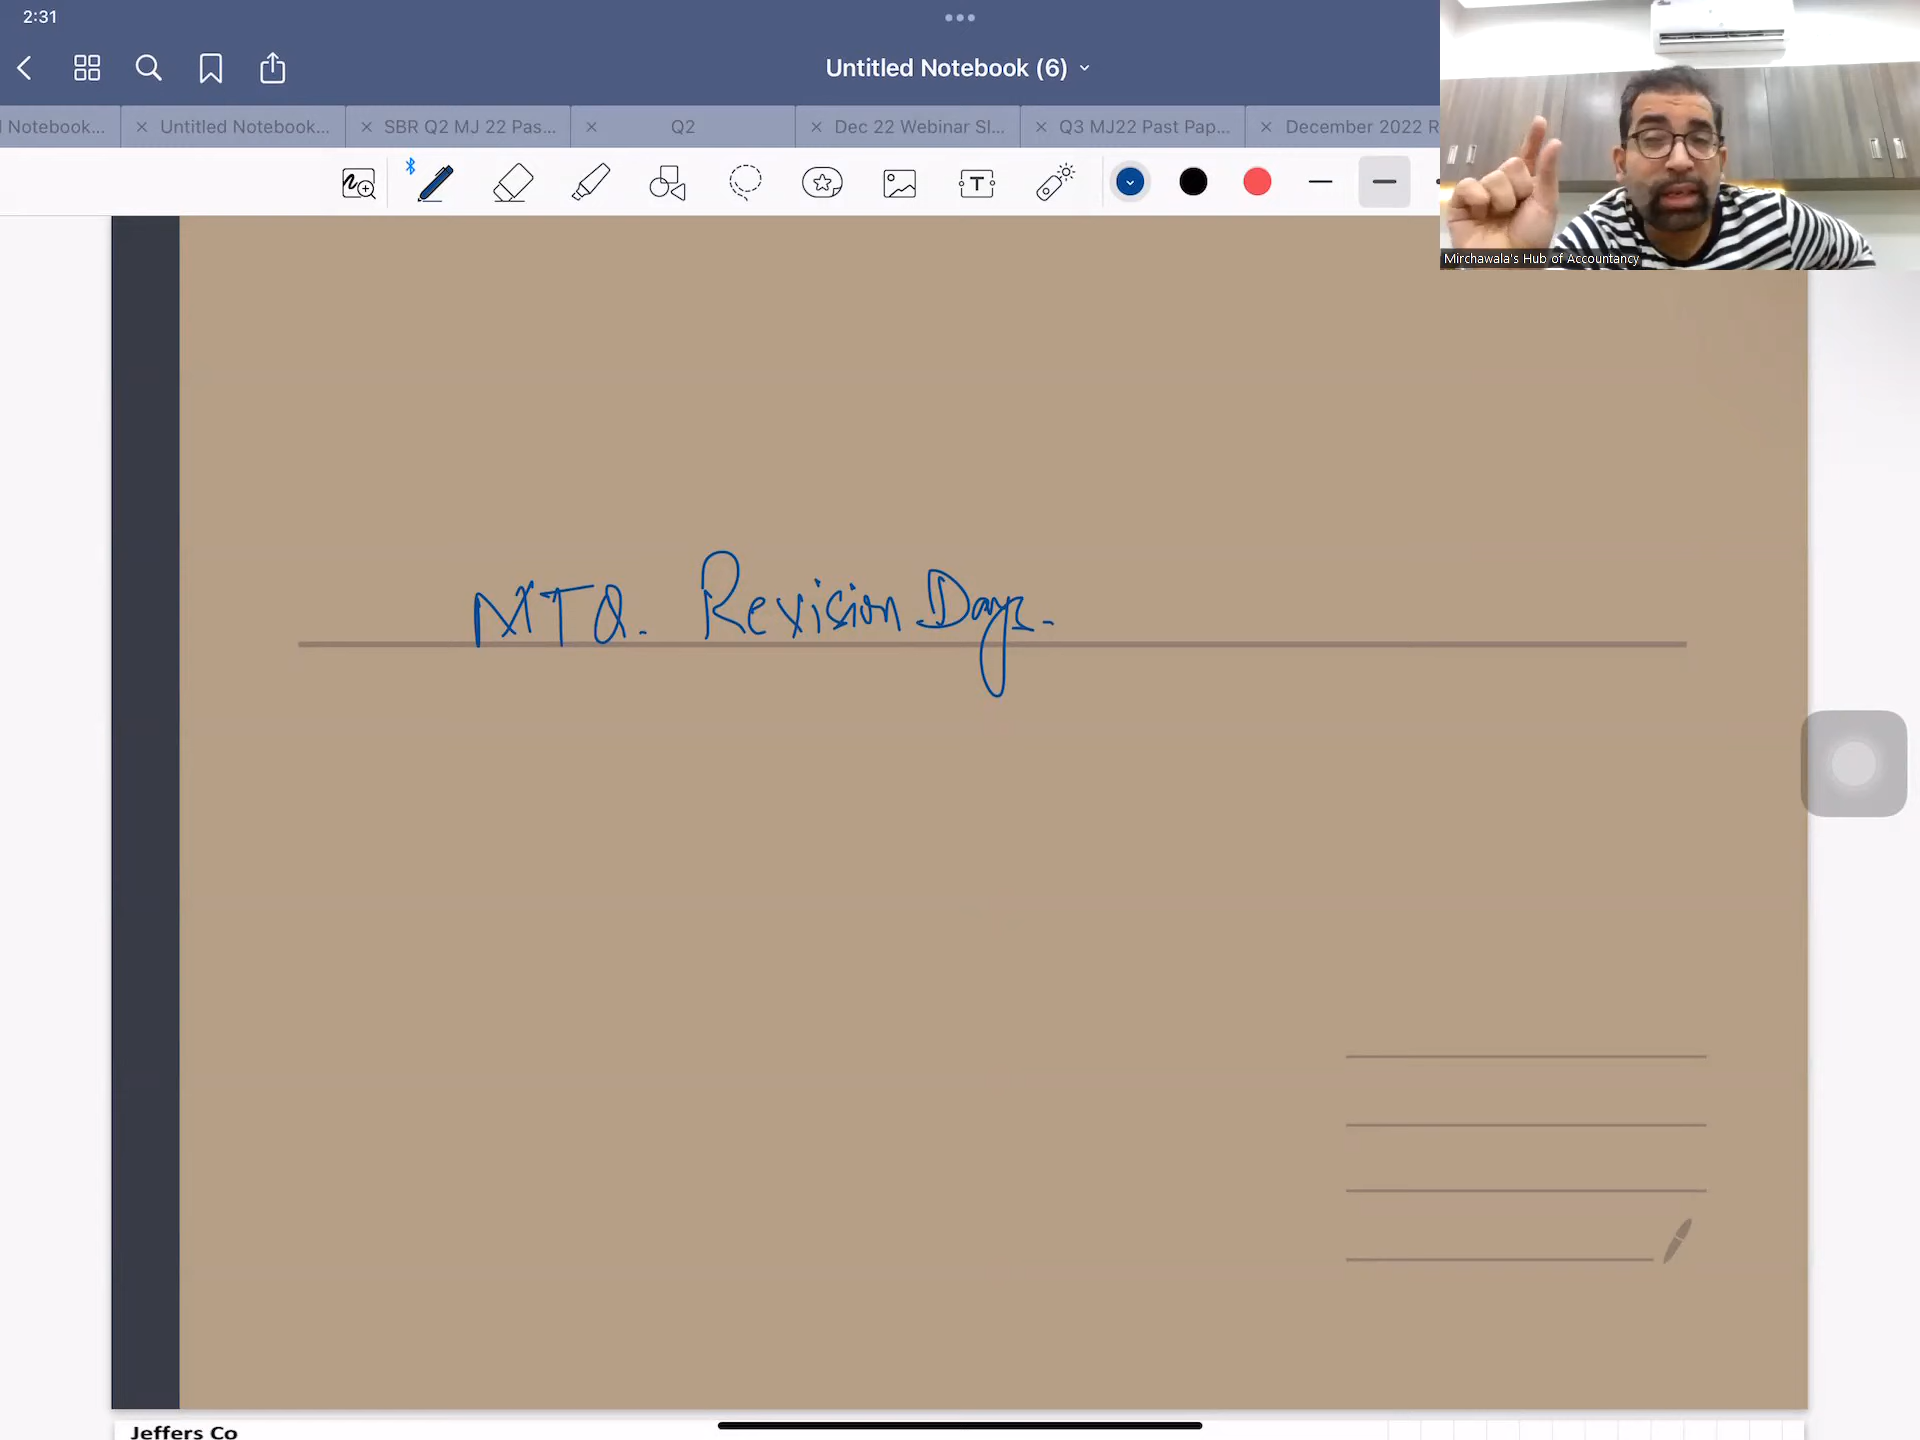 2:31
Untitled Notebook (6)
l Notebook...
Untitled Notebook...
SBR Q2 MJ 22 Pas...
Q2
Dec 22 Webinar Sl...
Q3 MJ22 Past Pap...
December 2022 R
T
Mirchawala's Hub of Accountancy
MTQ. Revision Days.
Jeffers Co